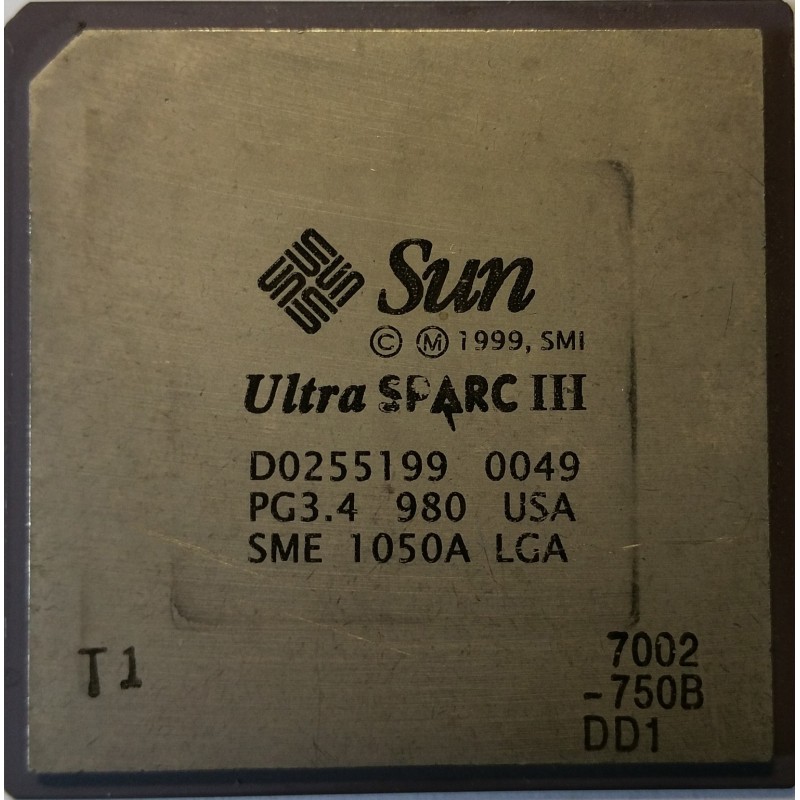 Sun
© Ⓜ 1999, SMI
Ultra SPARC III
D0255199 0049
PG3.4 980 USA
SME 1050A LGA
T1
7002
-750B
DD1